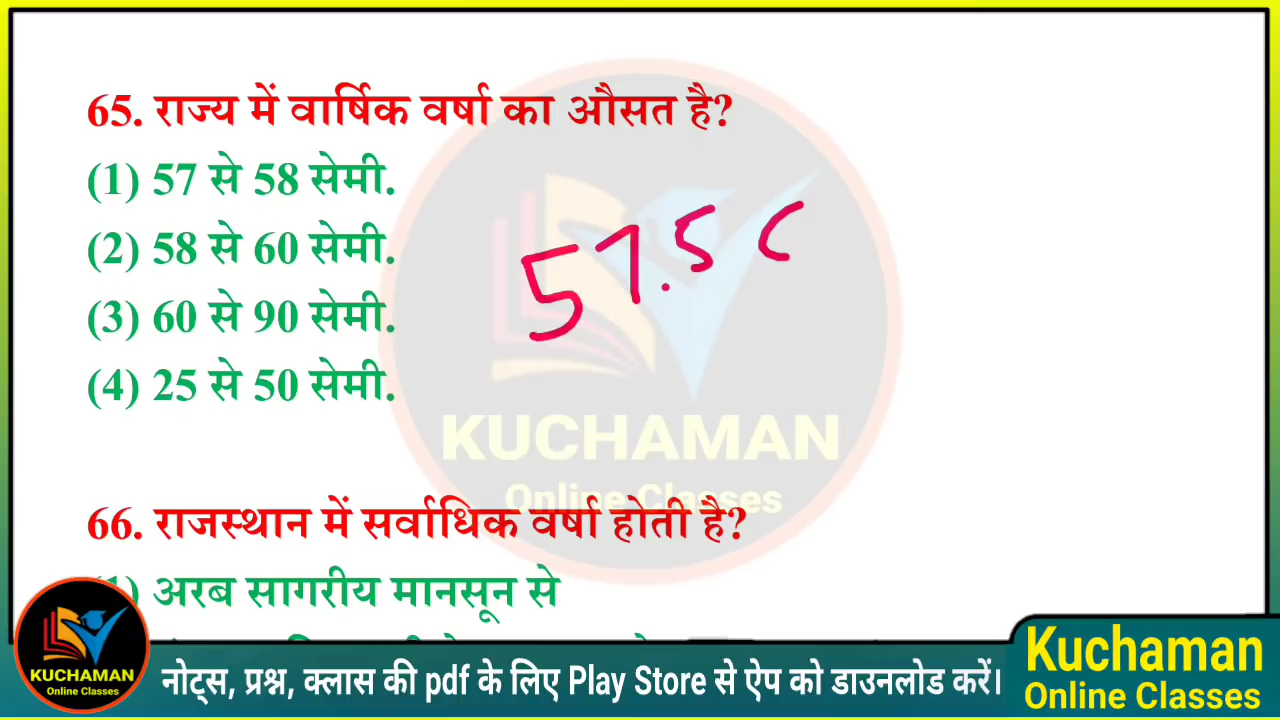 65. राज्य में वार्षिक वर्षा का औसत है?
(1) 57 से 58 सेमी.
(2) 58 से 60 सेमी.
(3) 60 से 90 सेमी.
(4) 25 से 50 सेमी.
57.5 c
KUCHAMAN
Online Classes
66. राजस्थान में सर्वाधिक वर्षा होती है?
(1) अरब सागरीय मानसून से
KUCHAMAN
Online Classes
नोट्स, प्रश्न, क्लास की pdf के लिए Play Store से ऐप को डाउनलोड करें।
Kuchaman
Online Classes